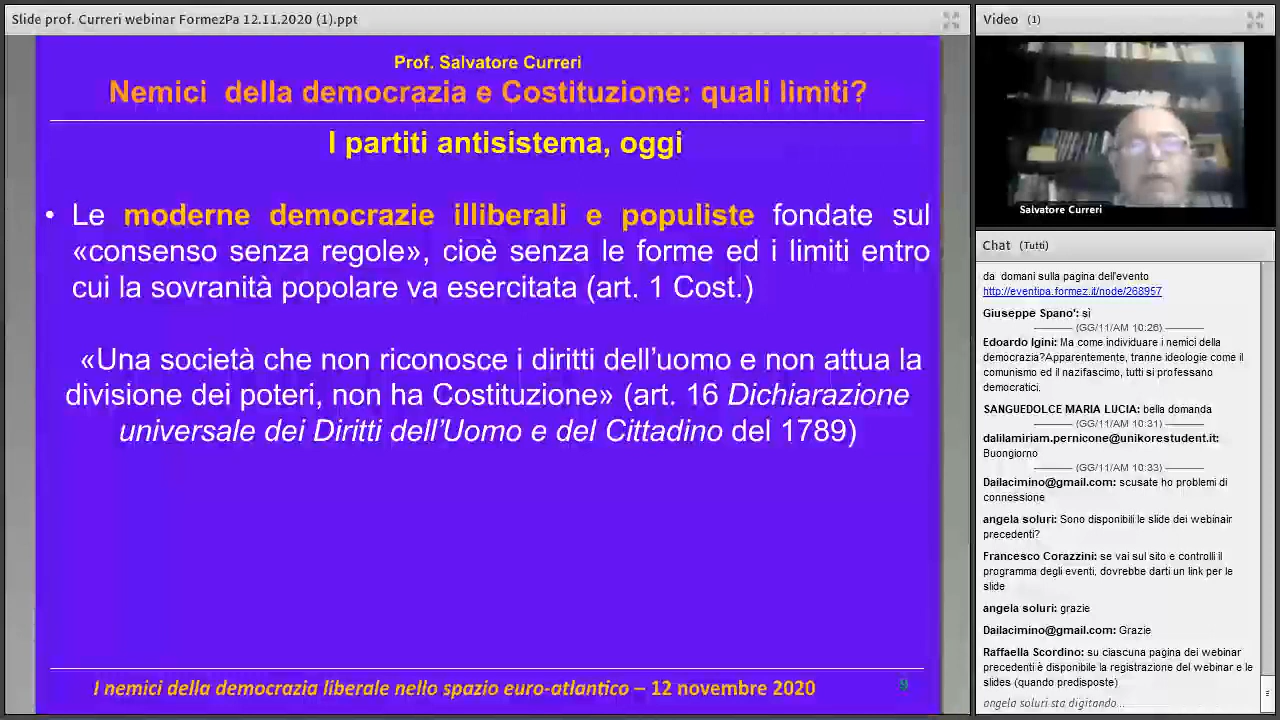 Slide prof. Curreri webinar FormezPa 12.11.2020 (1).ppt
Prof. Salvatore Curreri
Nemici della democrazia e Costituzione: quali limiti?
I partiti antisistema, oggi
• Le moderne democrazie illiberali e populiste fondate sul
«consenso senza regole», cioè senza le forme ed i limiti entro
cui la sovranità popolare va esercitata (art. 1 Cost.)
«Una società che non riconosce i diritti dell'uomo e non attua la
divisione dei poteri, non ha Costituzione» (art. 16 Dichiarazione
universale dei Diritti dell'Uomo e del Cittadino del 1789)
I nemici della democrazia liberale nello spazio euro-atlantico – 12 novembre 2020
9
Video (1)
Salvatore Curreri
Chat (Tutti)
da domani sulla pagina dell'evento
http://eventipa.formez.it/node/268957
Giuseppe Spano': sì
(GG/11/AM 10:26)
Edoardo Igini: Ma come individuare i nemici della
democrazia?Apparentemente, tranne ideologie come il
comunismo ed il nazifascimo, tutti si professano
democratici.
SANGUEDOLCE MARIA LUCIA: bella domanda
(GG/11/AM 10:31)
dalilamiriam.pernicone@unikorestudent.it:
Buongiorno
(GG/11/AM 10:33)
Dailacimino@gmail.com: scusate ho problemi di
connessione
angela soluri: Sono disponibili le slide dei webinair
precedenti?
Francesco Corazzini: se vai sul sito e controlli il
programma degli eventi, dovrebbe darti un link per le
slide
angela soluri: grazie
Dailacimino@gmail.com: Grazie
Raffaella Scordino: su ciascuna pagina dei webinar
precedenti è disponibile la registrazione del webinar e le
slides (quando predisposte)
angela soluri sta digitando...